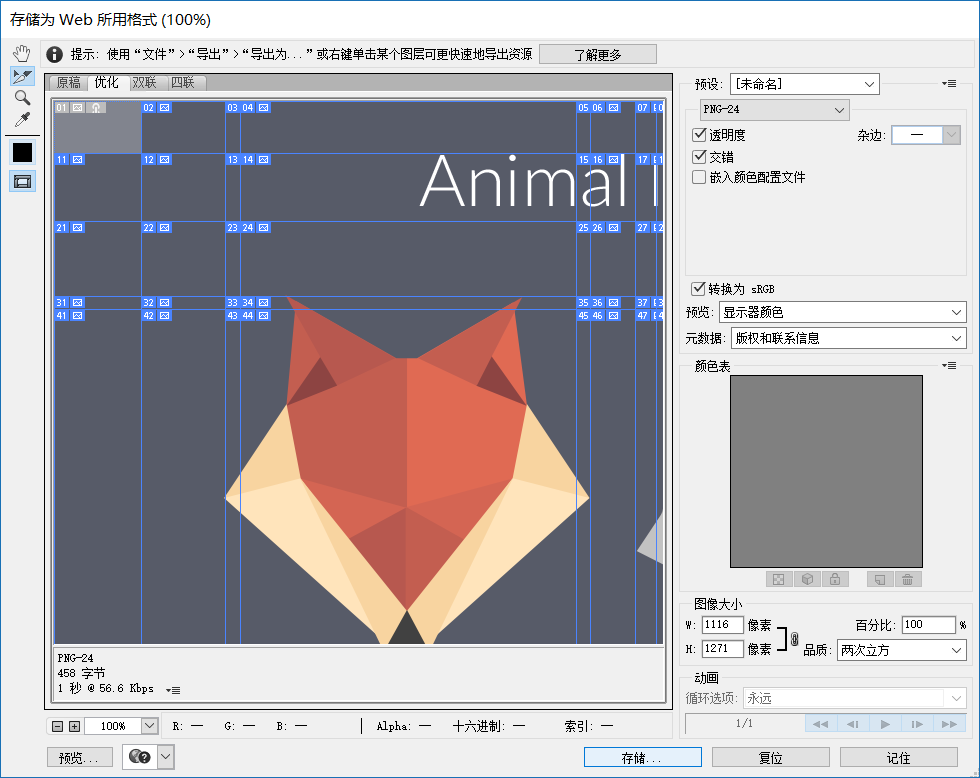 存储为 Web 所用格式 (100%)
提示: 使用“文件”>“导出”>“导出为...”或右键单击某个图层可更快速地导出资源 了解更多
原稿 优化 双联 四联
01 02 03 04 05 06 07
11 12 13 14 15 16 17
Animal
21 22 23 24 25 26 27
31 32 33 34 35 36 37
41 42 43 44 45 46 47
PNG-24
458 字节
1 秒 @ 56.6 Kbps
100% R: — G: — B: — Alpha: — 十六进制: — 索引: —
预览... 存储... 复位 记住
预设: [未命名]
PNG-24
透明度 杂边: —
交错
嵌入颜色配置文件
转换为 sRGB
预览: 显示器颜色
元数据: 版权和联系信息
颜色表
图像大小
W: 1116 像素 百分比: 100 %
H: 1271 像素 品质: 两次立方
动画
循环选项: 永远
1/1